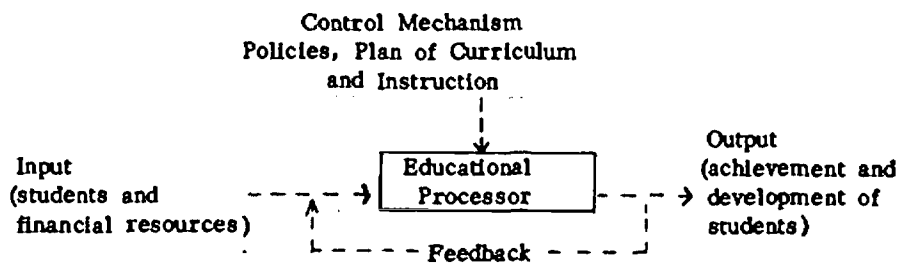 Control Mechanism
Policies, Plan of Curriculum
and Instruction
Input
(students and
financial resources)
Educational
Processor
Output
(achievement and
development of
students)
Feedback